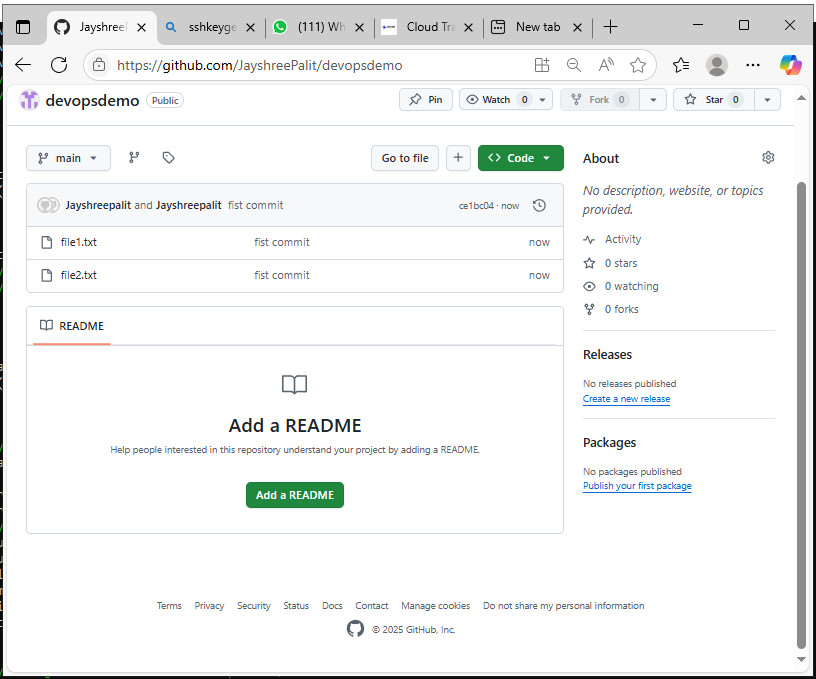 JayshreeP
sshkeyge
(111) Wh
Cloud Tra
New tab
https://github.com/JayshreePalit/devopsdemo
devopsdemo Public Pin Watch 0 Fork 0 Star 0
main Go to file Code
Jayshreepalit and Jayshreepalit fist commit ce1bc04 · now
file1.txt fist commit now
file2.txt fist commit now
README
Add a README
Help people interested in this repository understand your project by adding a README.
Add a README
About
No description, website, or topics
provided.
Activity
0 stars
0 watching
0 forks
Releases
No releases published
Create a new release
Packages
No packages published
Publish your first package
Terms Privacy Security Status Docs Contact Manage cookies Do not share my personal information
© 2025 GitHub, Inc.